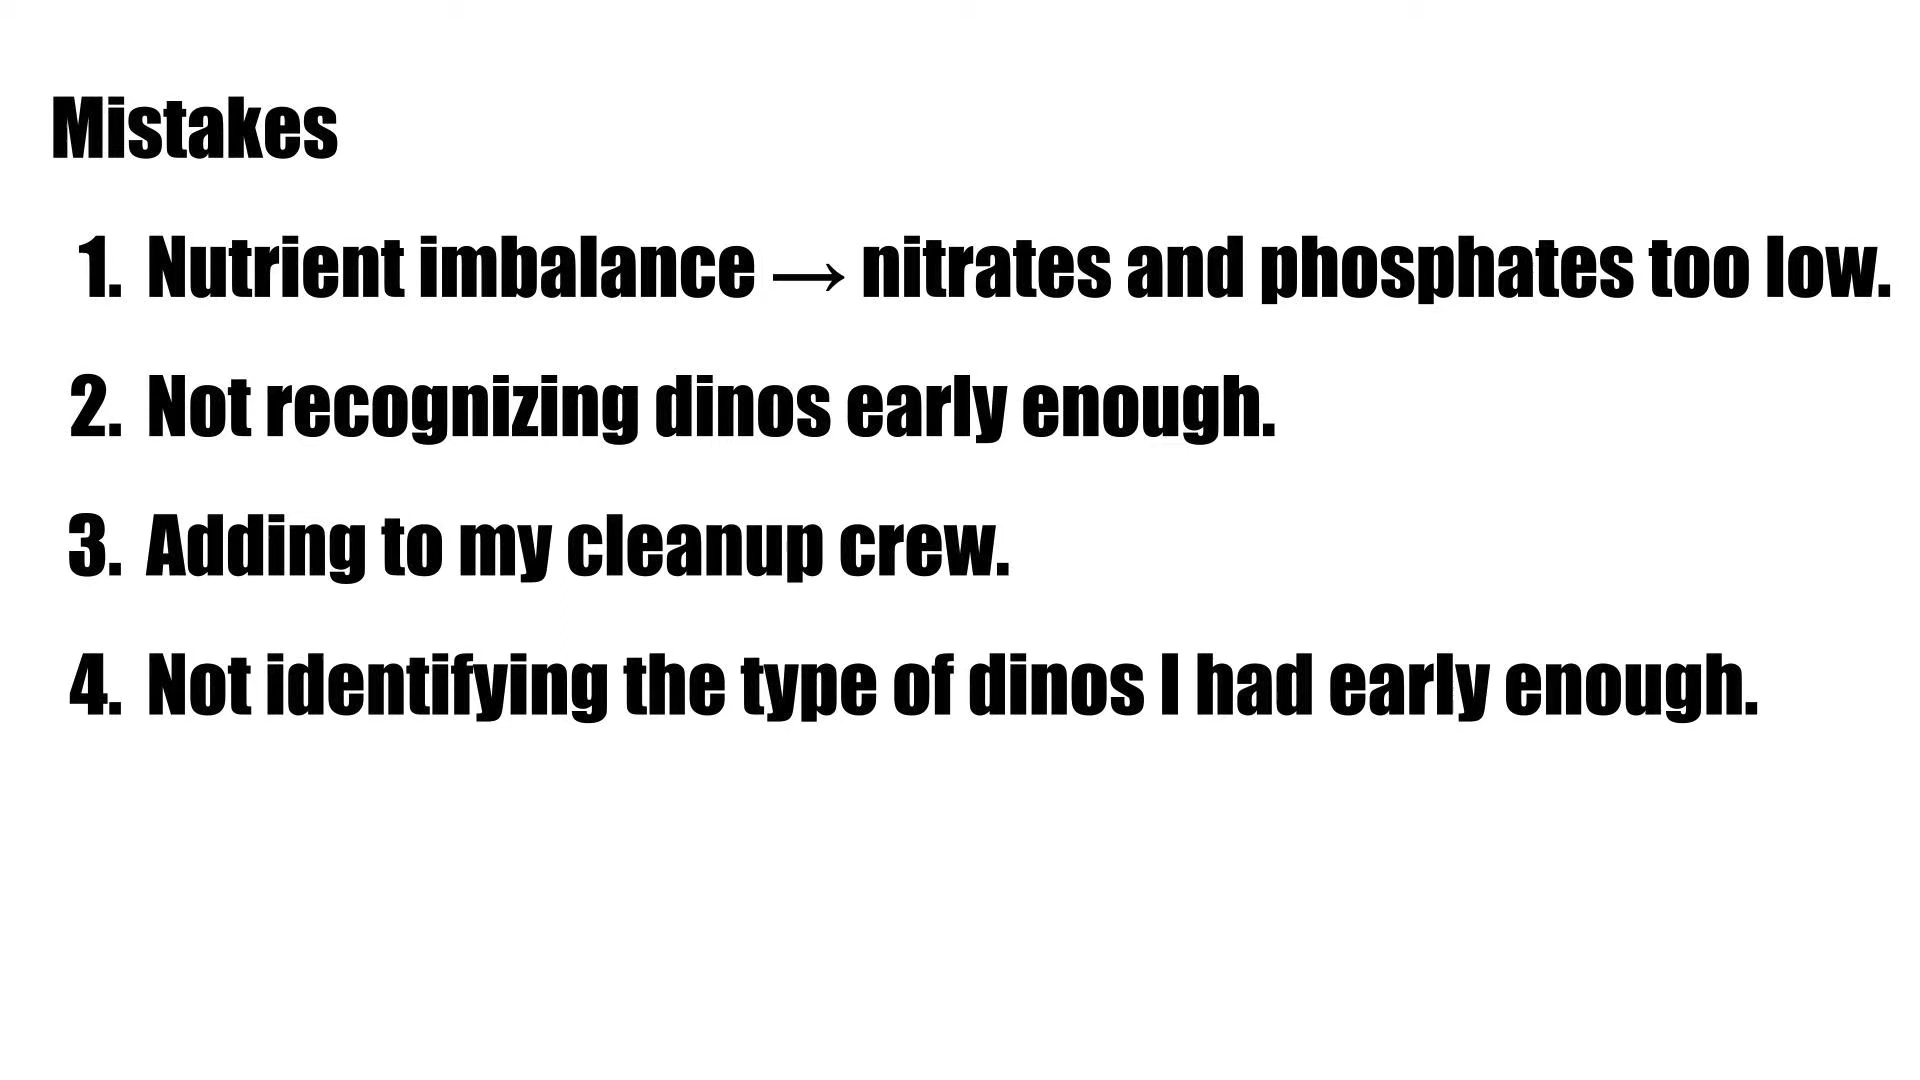 Mistakes
1. Nutrient imbalance → nitrates and phosphates too low.
2. Not recognizing dinos early enough.
3. Adding to my cleanup crew.
4. Not identifying the type of dinos I had early enough.